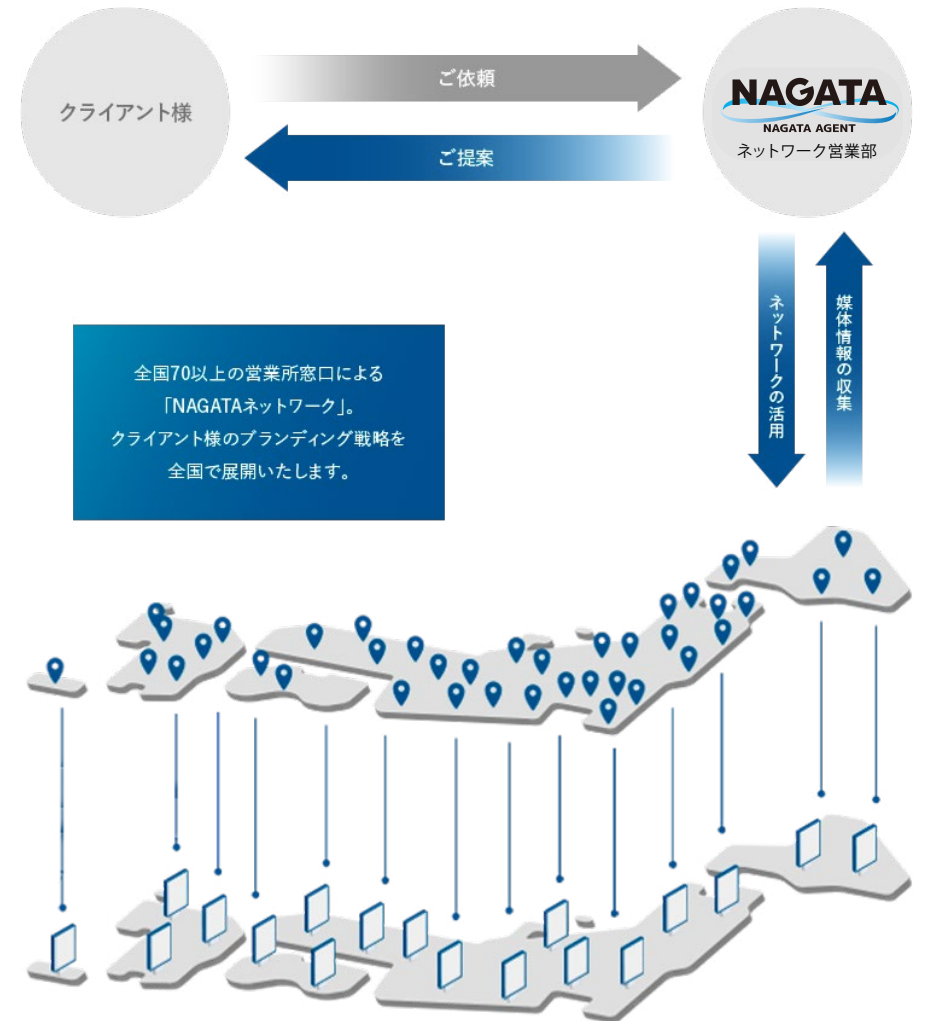 クライアント様
ご依頼
ご提案
NAGATA
NAGATA AGENT
ネットワーク営業部
ネットワークの活用
媒体情報の収集
全国70以上の営業所窓口による
「NAGATAネットワーク」。
クライアント様のブランディング戦略を
全国で展開いたします。